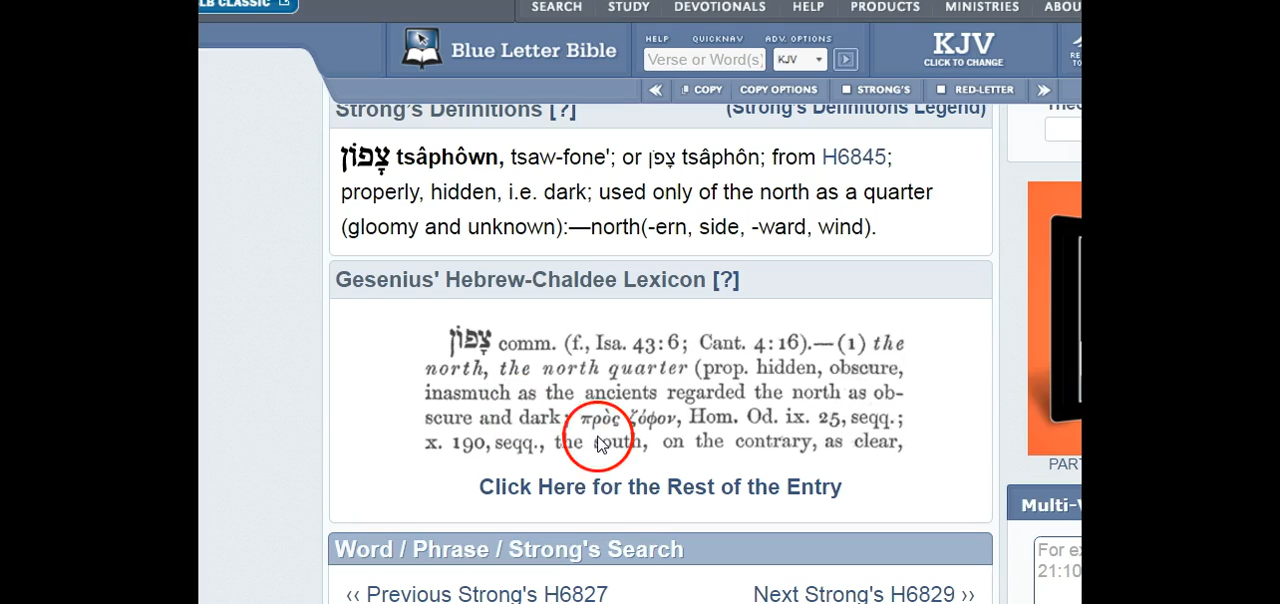 LB CLASSIC
SEARCH STUDY DEVOTIONALS HELP PRODUCTS MINISTRIES ABOU
HELP QUICKNAV ADV. OPTIONS
Blue Letter Bible
Verse or Word(s) KJV
KJV
CLICK TO CHANGE
COPY COPY OPTIONS STRONG'S RED-LETTER
Strong's Definitions [?] (Strong's Definitions Legend)
צָפוֹן tsâphôwn, tsaw-fone'; or צָפֹן tsâphôn; from H6845;
properly, hidden, i.e. dark; used only of the north as a quarter
(gloomy and unknown):—north(-ern, side, -ward, wind).
Gesenius' Hebrew-Chaldee Lexicon [?]
צָפוֹן comm. (f., Isa. 43:6; Cant. 4:16).—(1) the
north, the north quarter (prop. hidden, obscure,
inasmuch as the ancients regarded the north as ob-
scure and dark; πρὸς ζόφον, Hom. Od. ix. 25, seqq.;
x. 190, seqq., the south, on the contrary, as clear,
Click Here for the Rest of the Entry
PAR
Multi-
Word / Phrase / Strong's Search
For e
21:10
‹‹ Previous Strong's H6827 Next Strong's H6829 ››